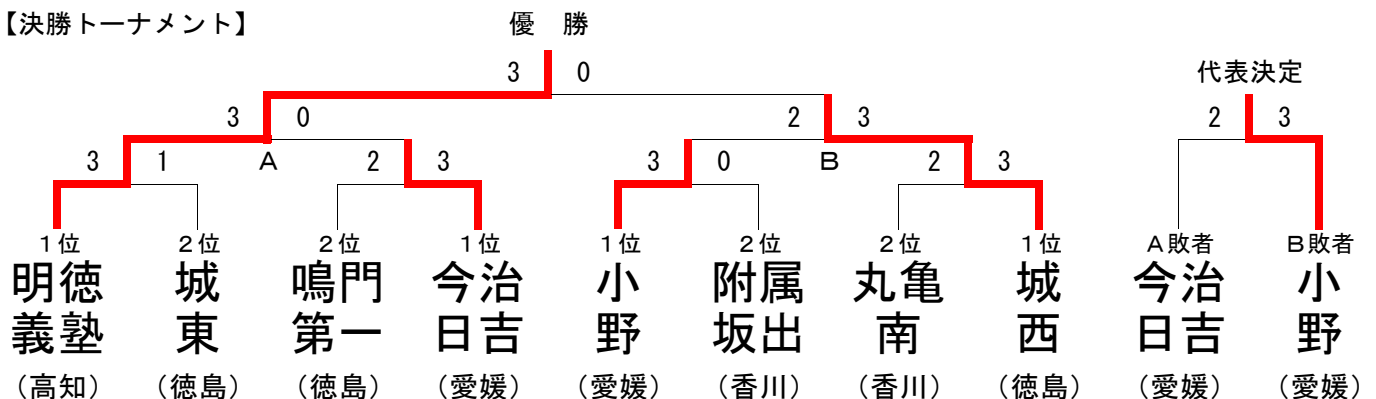 【決勝トーナメント】 優 勝
3 0 代表決定
3 0 2 3 2 3
3 1 A 2 3 3 0 B 2 3
1位 2位 2位 1位 1位 2位 2位 1位 A敗者 B敗者
明徳 城 鳴門 今治 小 附属 丸亀 城 今治 小
義塾 東 第一 日吉 野 坂出 南 西 日吉 野
（高知） （徳島） （徳島） （愛媛） （愛媛） （香川） （香川） （徳島） （愛媛） （愛媛）